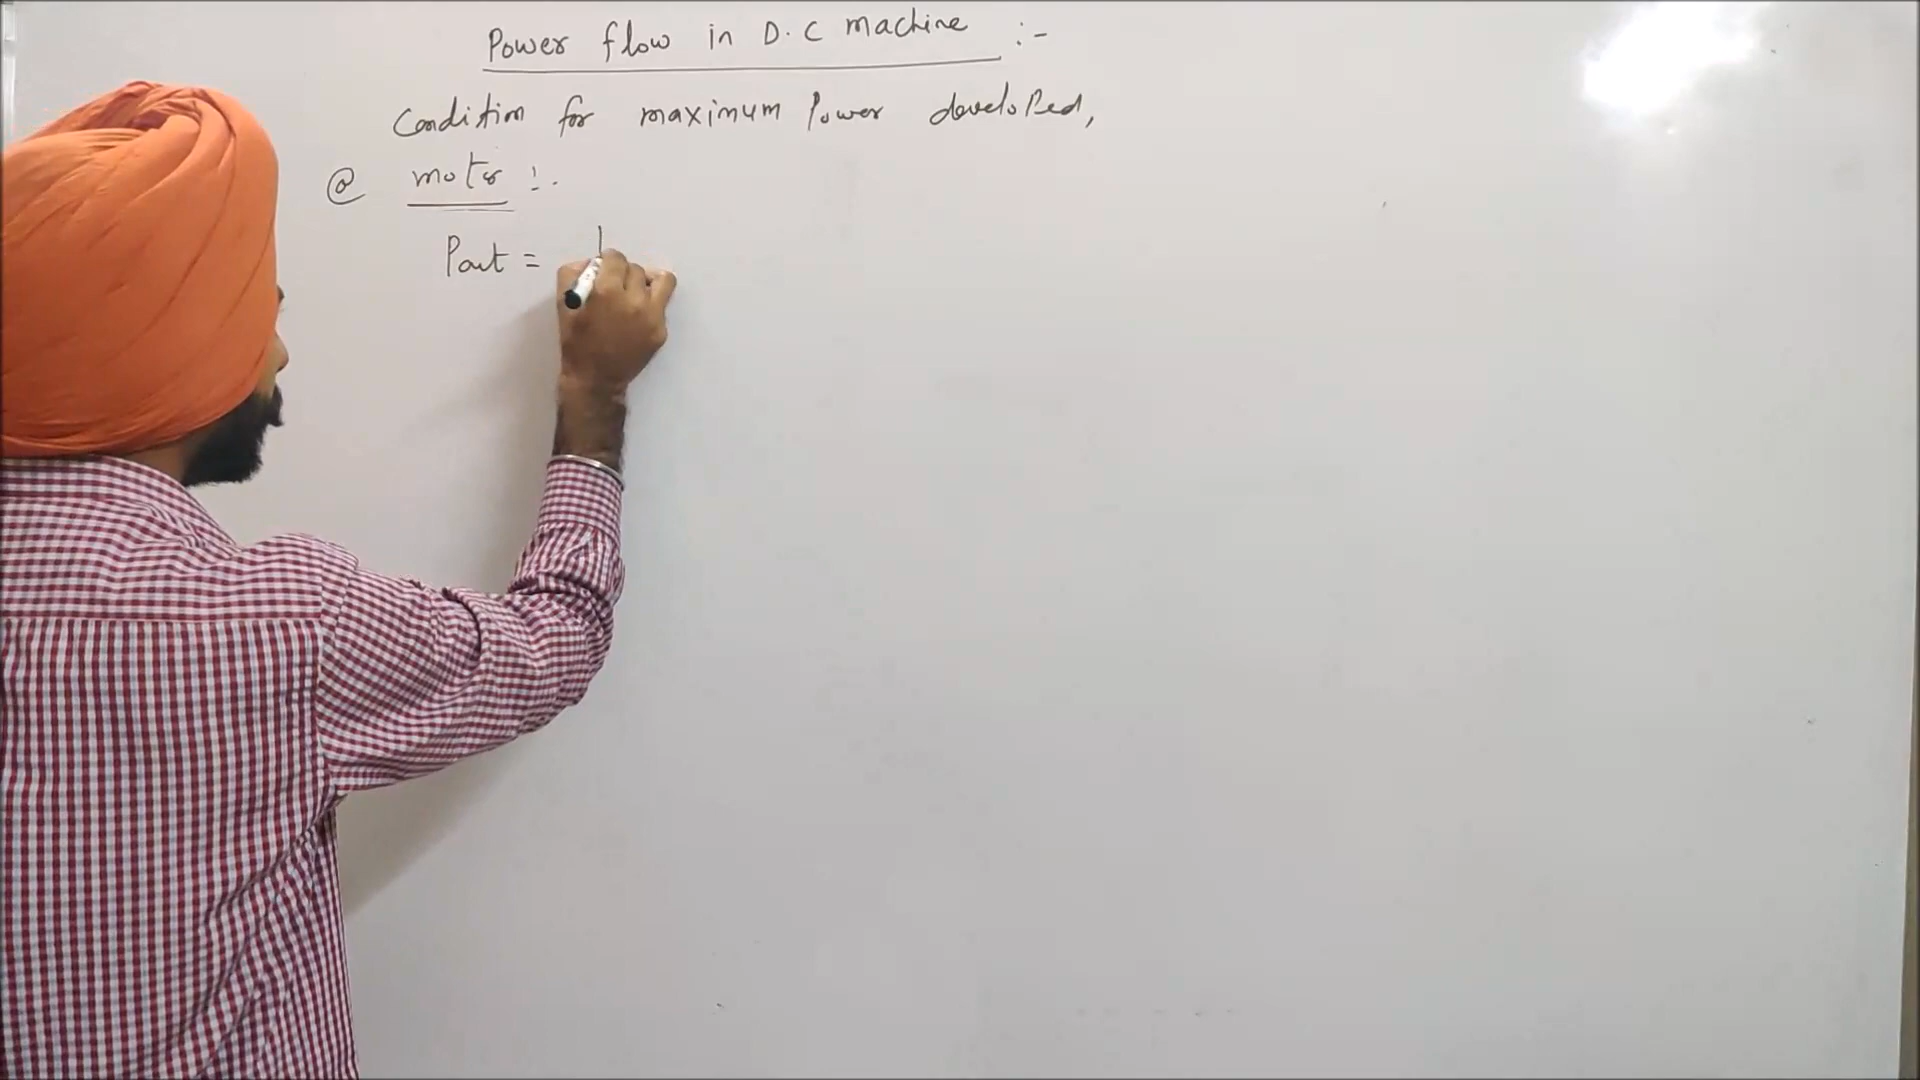 Power flow in D.C machine :-
Condition for maximum Power develoPed,
@ motor :-
Pout =